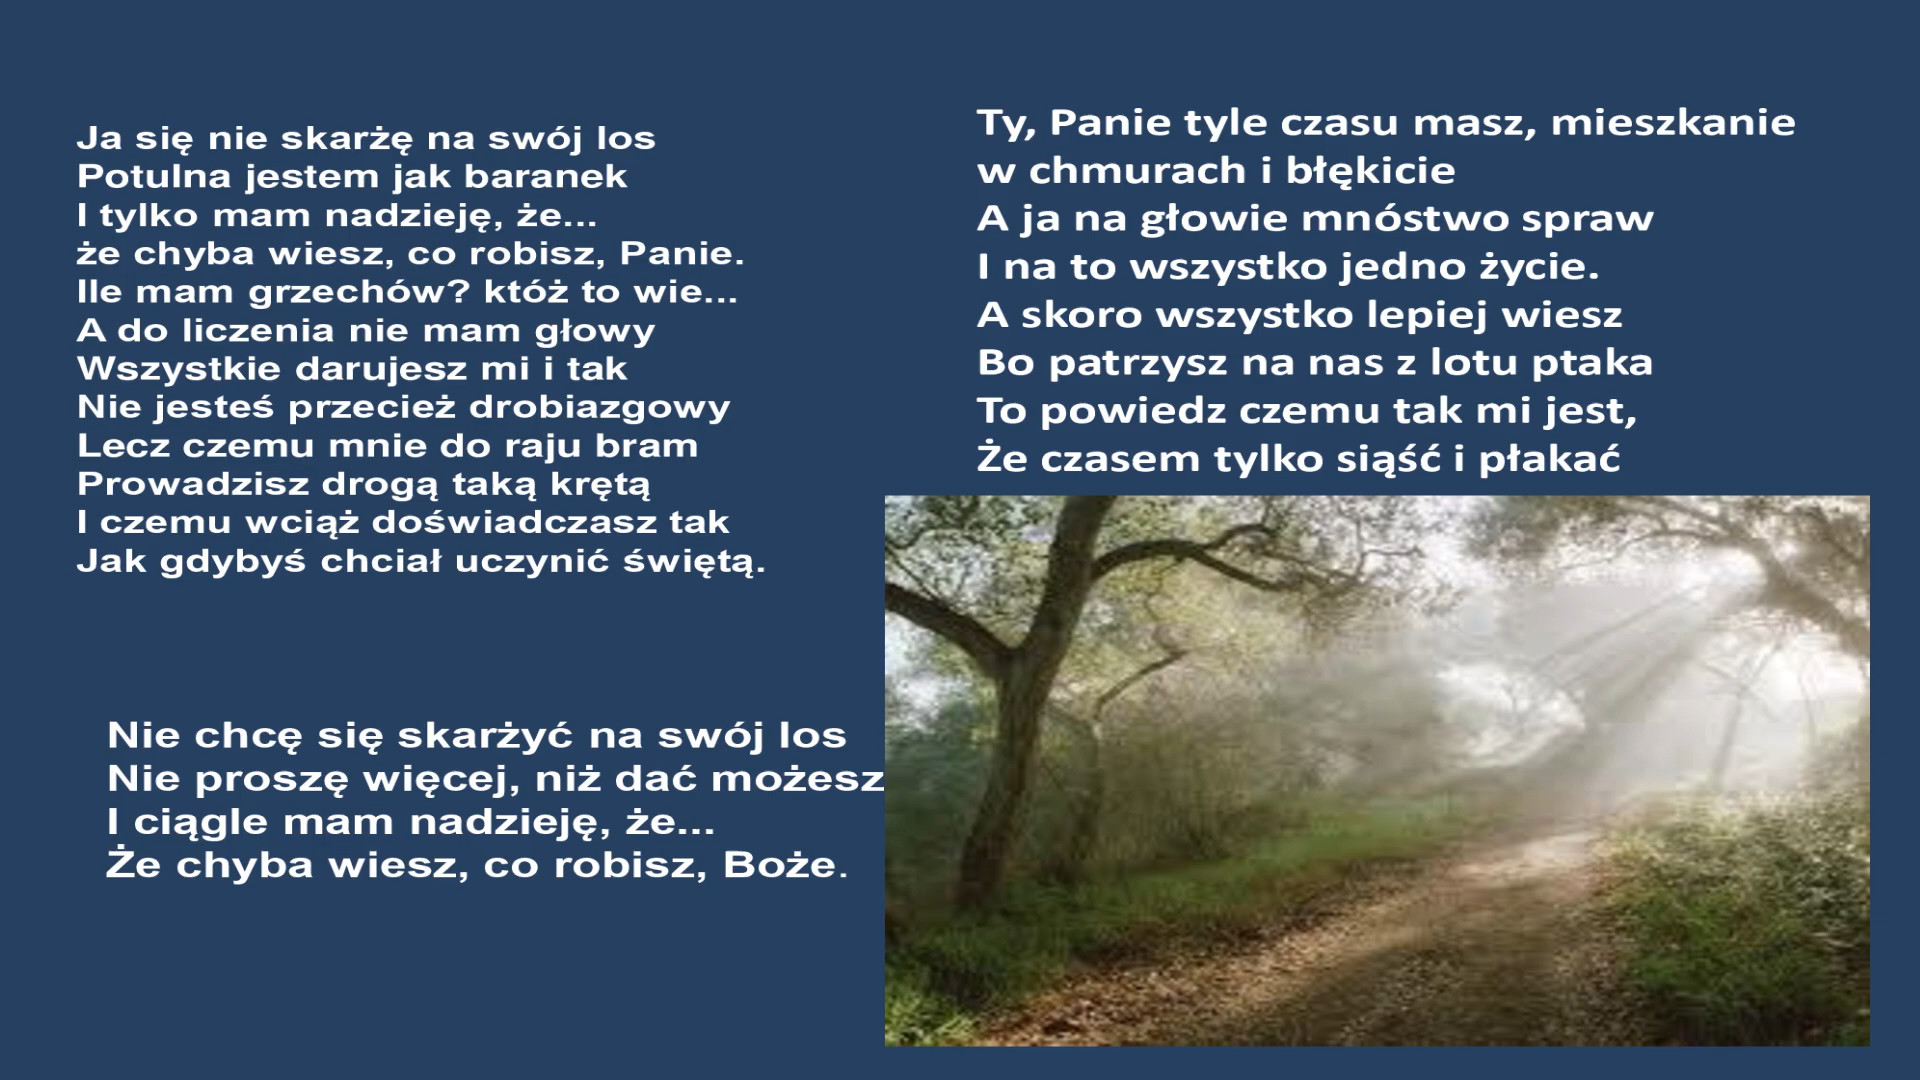 Ja się nie skarżę na swój los
Potulna jestem jak baranek
I tylko mam nadzieję, że...
że chyba wiesz, co robisz, Panie.
Ile mam grzechów? któż to wie...
A do liczenia nie mam głowy
Wszystkie darujesz mi i tak
Nie jesteś przecież drobiazgowy
Lecz czemu mnie do raju bram
Prowadzisz drogą taką krętą
I czemu wciąż doświadczasz tak
Jak gdybyś chciał uczynić świętą.
Nie chcę się skarżyć na swój los
Nie proszę więcej, niż dać możesz
I ciągle mam nadzieję, że...
Że chyba wiesz, co robisz, Boże.
Ty, Panie tyle czasu masz, mieszkanie
w chmurach i błękicie
A ja na głowie mnóstwo spraw
I na to wszystko jedno życie.
A skoro wszystko lepiej wiesz
Bo patrzysz na nas z lotu ptaka
To powiedz czemu tak mi jest,
Że czasem tylko siąść i płakać